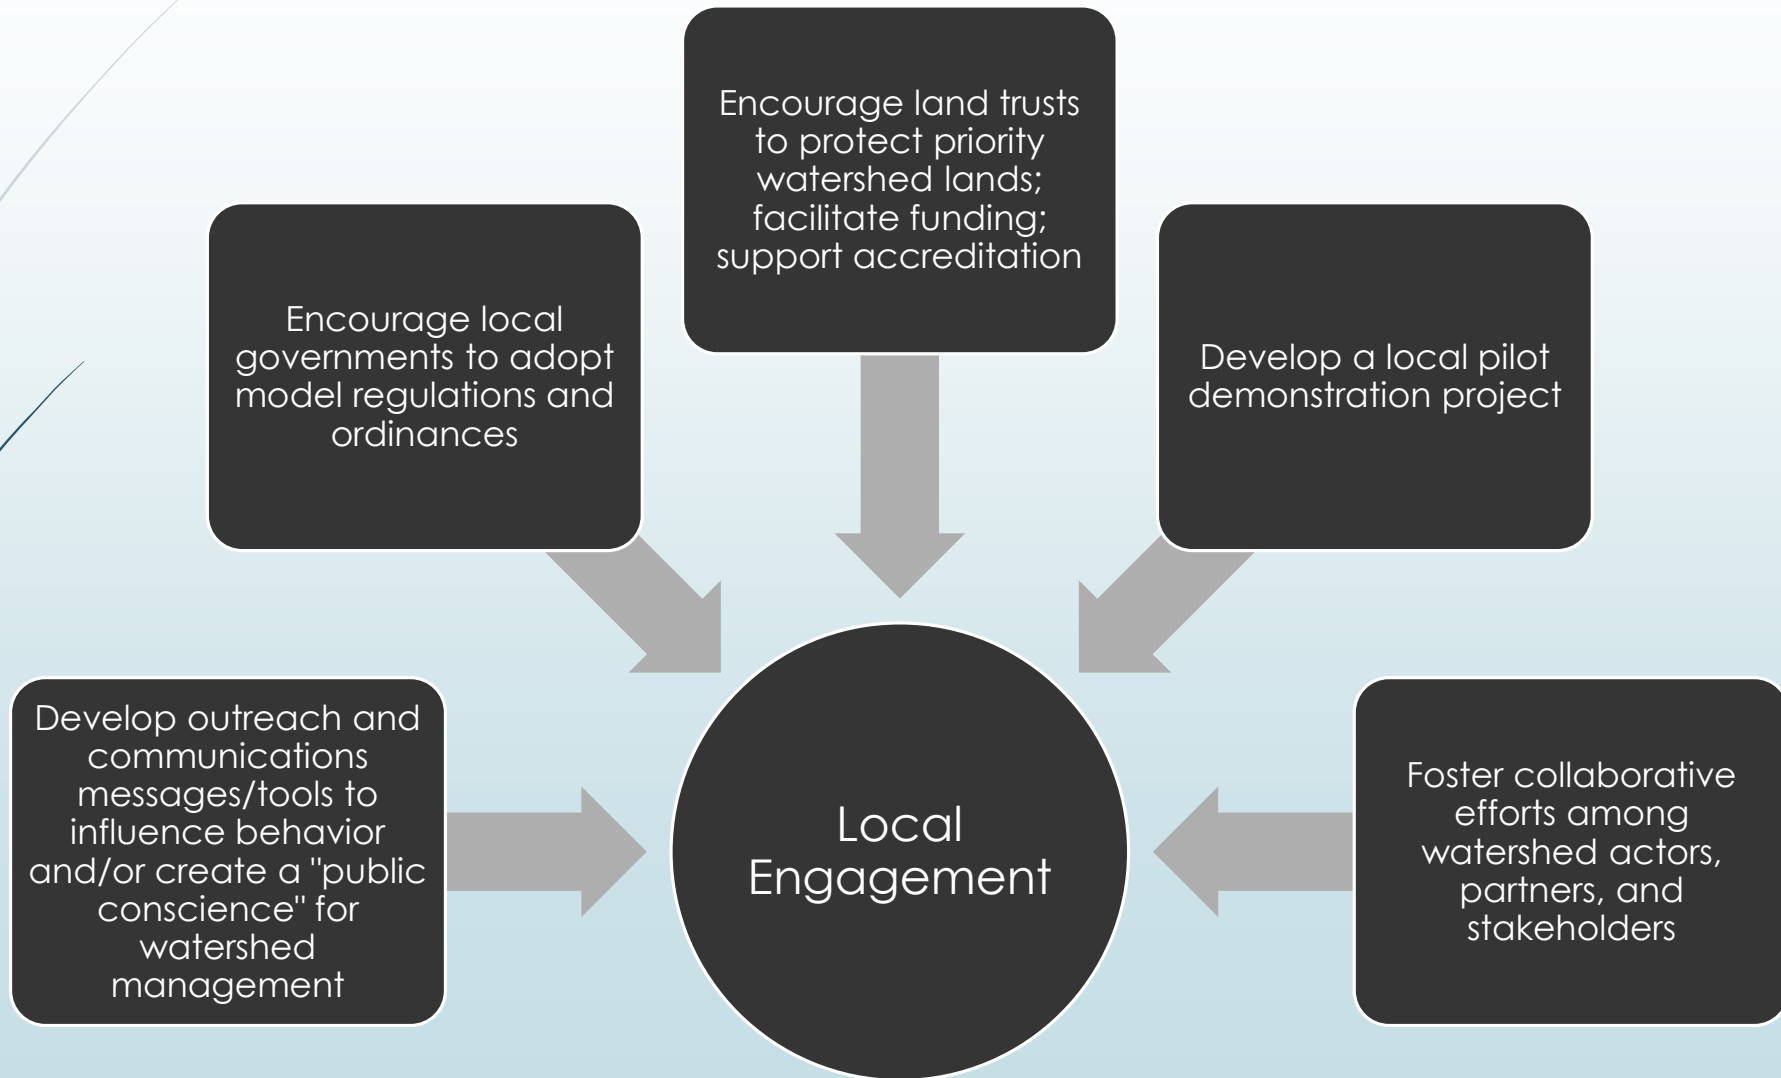 Encourage land trusts
to protect priority
watershed lands;
facilitate funding;
support accreditation
Encourage local
governments to adopt
model regulations and
ordinances
Develop a local pilot
demonstration project
Develop outreach and
communications
messages/tools to
influence behavior
and/or create a "public
conscience" for
watershed
management
Local
Engagement
Foster collaborative
efforts among
watershed actors,
partners, and
stakeholders